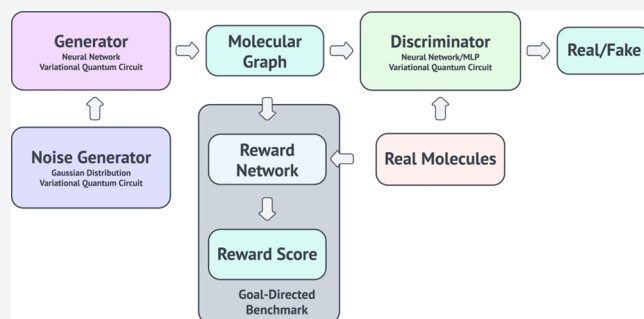 Generator
Neural Network
Variational Quantum Circuit
Molecular
Graph
Discriminator
Neural Network/MLP
Variational Quantum Circuit
Real/Fake
Noise Generator
Gaussian Distribution
Variational Quantum Circuit
Reward
Network
Real Molecules
Reward Score
Goal-Directed
Benchmark